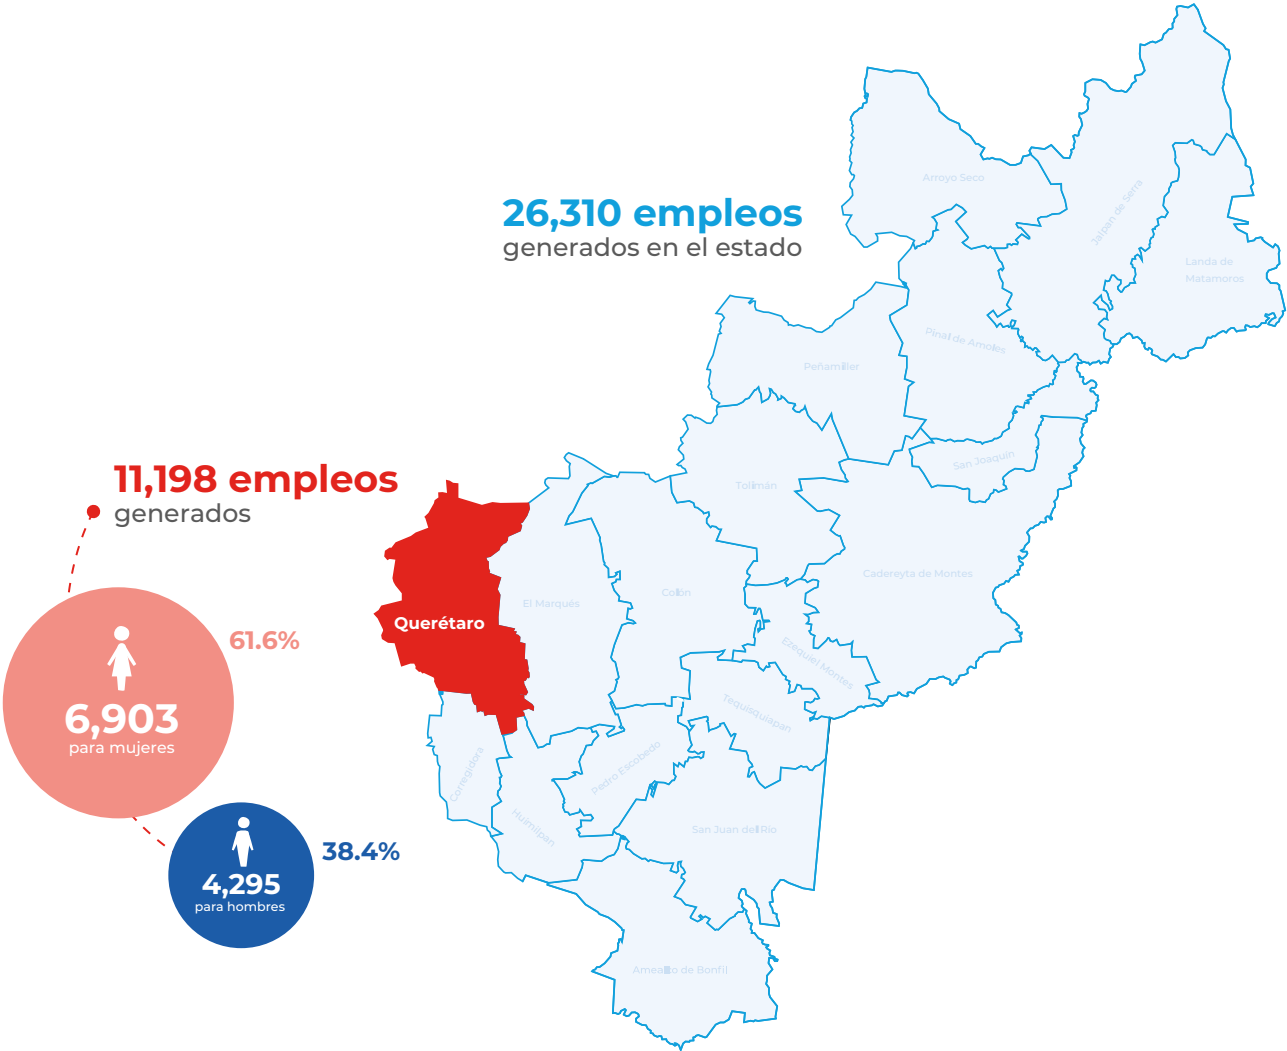 26,310 empleos
generados en el estado
11,198 empleos
generados
61.6%
6,903
para mujeres
38.4%
4,295
para hombres
Querétaro
Arroyo Seco
Jalpan de Serra
Landa de
Matamoros
Pinal de Amoles
Peñamiller
San Joaquín
Tolimán
Cadereyta de Montes
Colón
El Marqués
Ezequiel Montes
Tequisquiapan
Pedro Escobedo
Corregidora
Huimilpan
San Juan del Río
Amealco de Bonfil